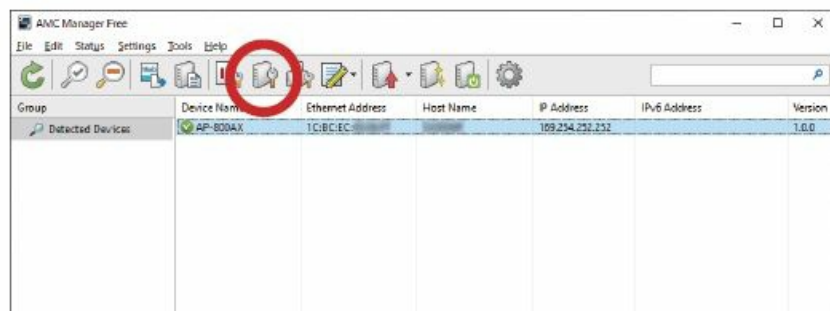 AMC Manager Free
File Edit Status Settings Tools Help
Group Device Name Ethernet Address Host Name IP Address IPv6 Address Version
Detected Devices AP-800AX 1C:BC:EC: 169.254.252.252 1.0.0